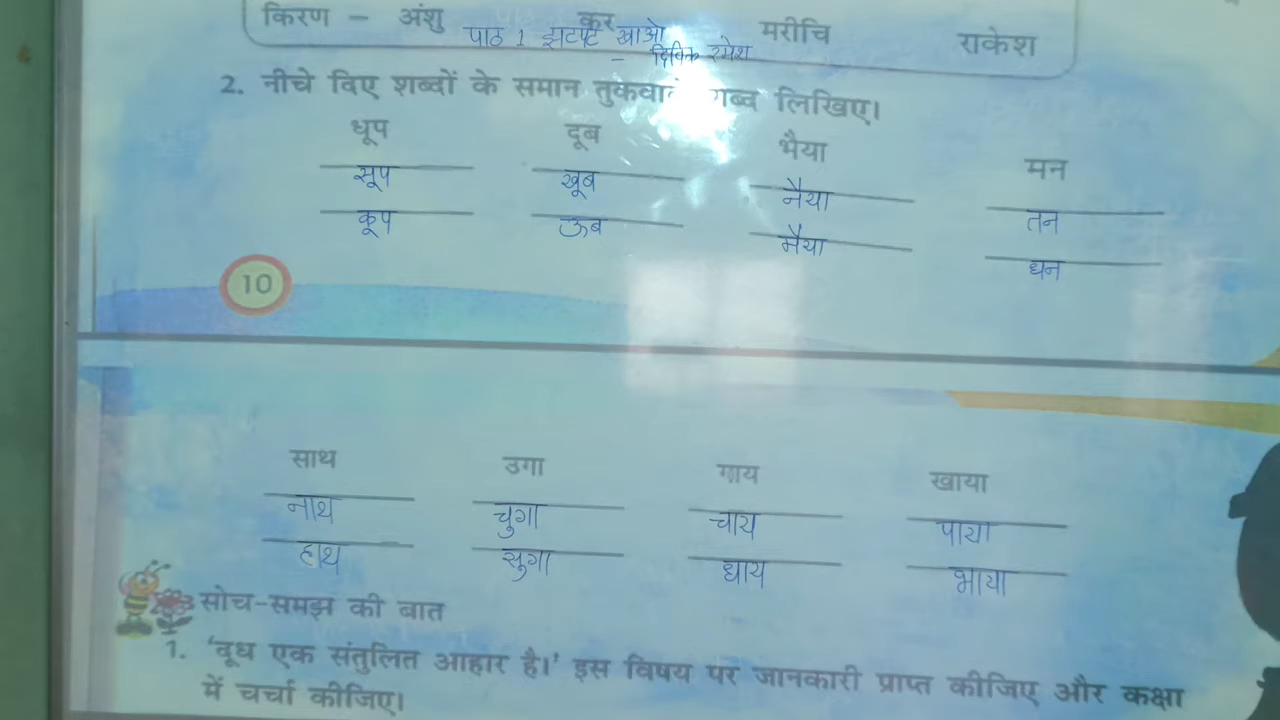 किरण – अंशु कर मरीचि राकेश
पाठ 1 झटपट खाओ
– दिविक रमेश
2. नीचे दिए शब्दों के समान तुकवाले शब्द लिखिए।
धूप दूब भैया मन
सूप खूब नैया तन
कूप ऊब मैया धन
10
साथ उगा गाय खाया
नाथ चुगा चाय पाया
हाथ सुगा धाय भाया
सोच-समझ की बात
1. 'दूध एक संतुलित आहार है।' इस विषय पर जानकारी प्राप्त कीजिए और कक्षा
में चर्चा कीजिए।